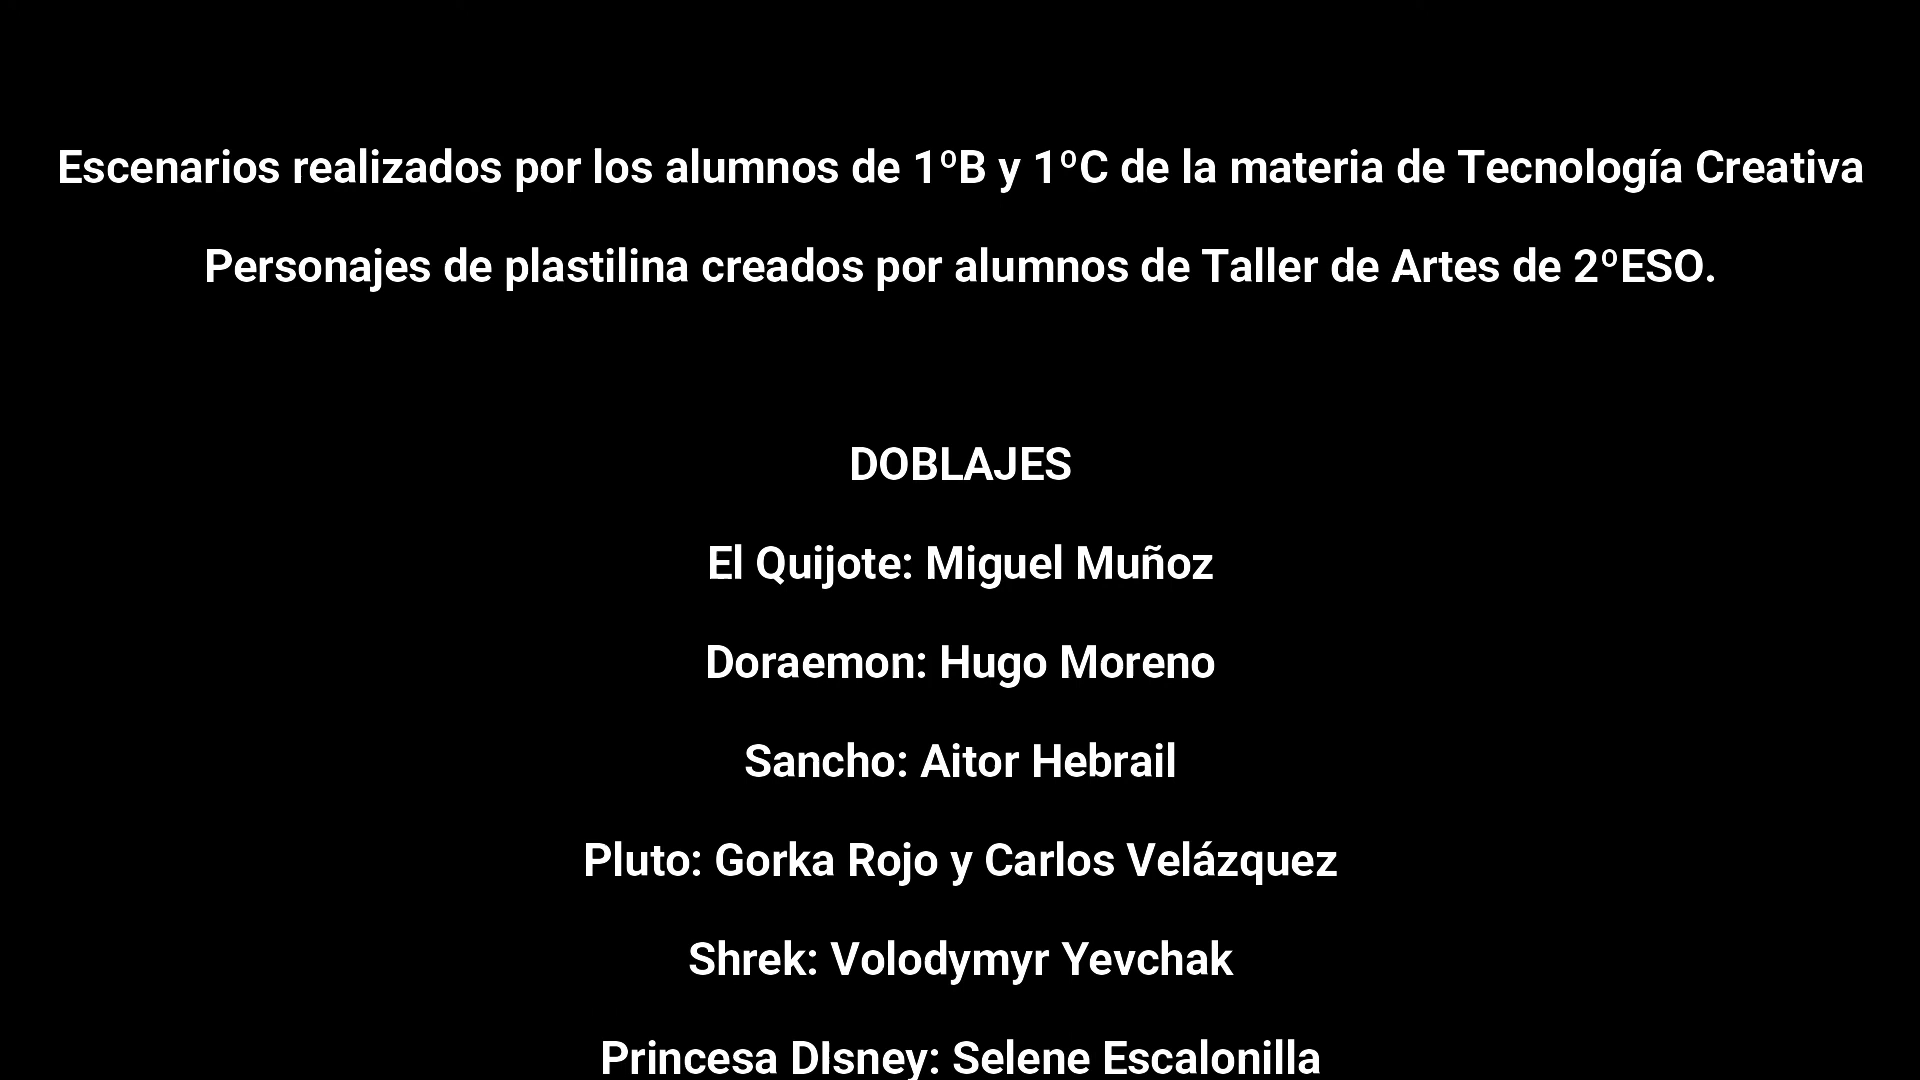 Escenarios realizados por los alumnos de 1ºB y 1ºC de la materia de Tecnología Creativa
Personajes de plastilina creados por alumnos de Taller de Artes de 2ºESO.
DOBLAJES
El Quijote: Miguel Muñoz
Doraemon: Hugo Moreno
Sancho: Aitor Hebrail
Pluto: Gorka Rojo y Carlos Velázquez
Shrek: Volodymyr Yevchak
Princesa DIsney: Selene Escalonilla